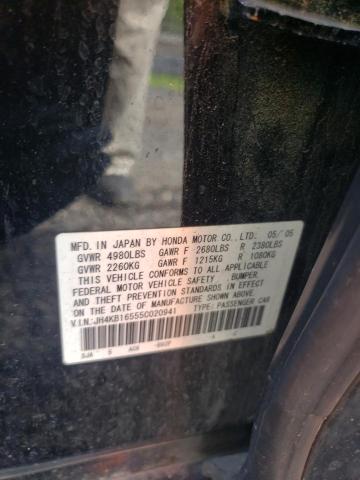 MFD. IN JAPAN BY HONDA MOTOR CO., LTD. 05/'05
GVWR 4980LBS GAWR F 2680LBS R 2380LBS
GVWR 2260KG GAWR F 1215KG R 1080KG
THIS VEHICLE CONFORMS TO ALL APPLICABLE
FEDERAL MOTOR VEHICLE SAFETY, BUMPER,
AND THEFT PREVENTION STANDARDS IN EFFECT
ON THE DATE OF MANUFACTURE SHOWN ABOVE.
V.I.N.:JH4KB16555C020941 TYPE:PASSENGER CAR
SJA 5 A C